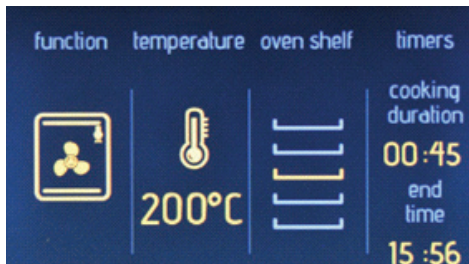 function temperature oven shelf timers
cooking
duration
00:45
200°C
end
time
15:56